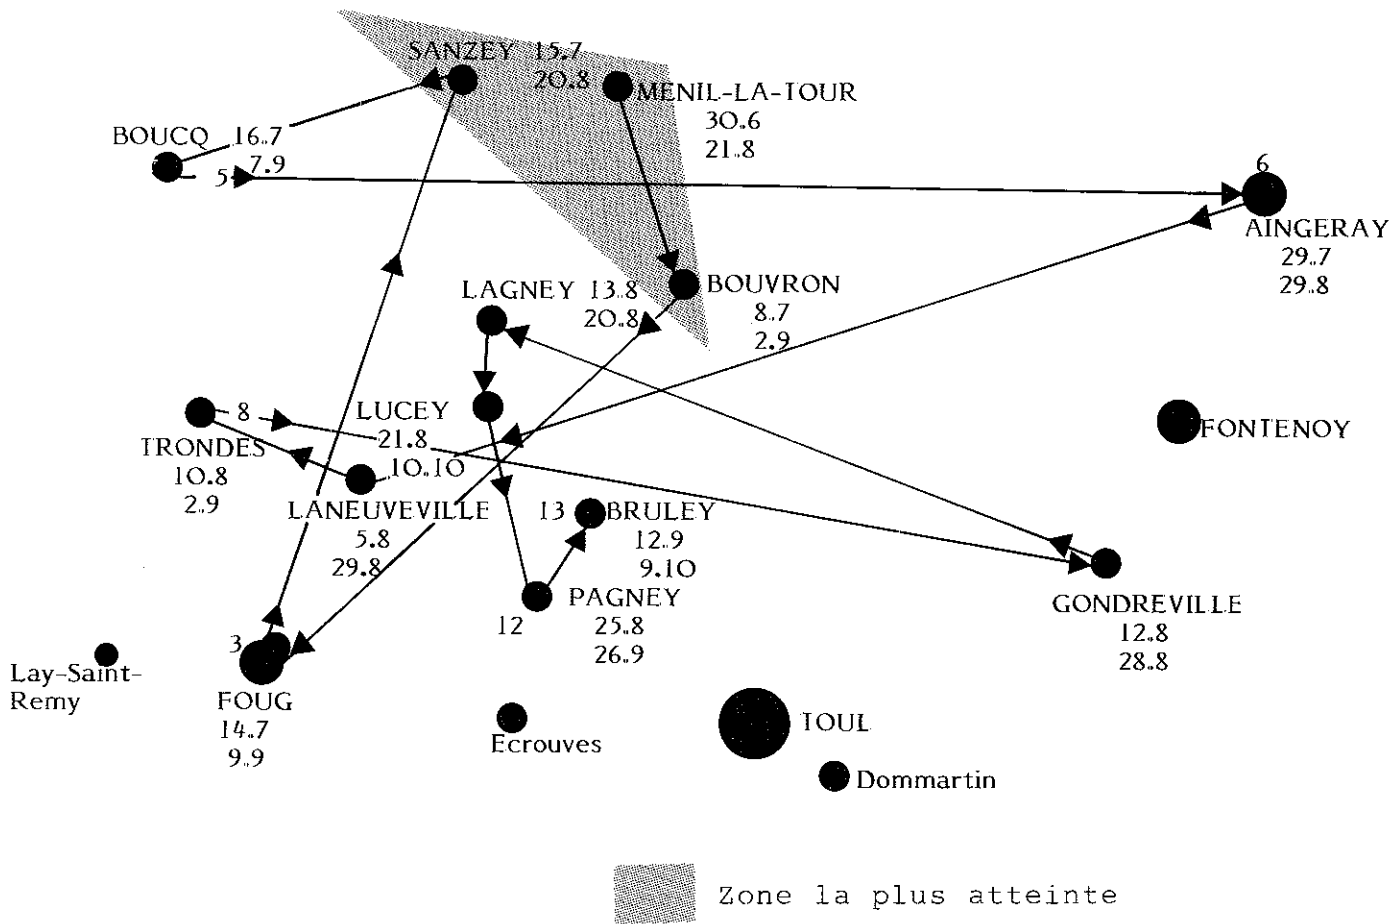 SANZEY 15.7
20.8
MENIL-LA-TOUR
30.6
21.8
BOUCQ 16.7
7.9
5
6
AINGERAY
29.7
29.8
LAGNEY 13.8
20.8
BOUVRON
8.7
2.9
8
LUCEY
21.8
FONTENOY
TRONDES
10.8
2.9
10.10
LANEUVEVILLE
5.8
29.8
13 BRULEY
12.9
9.10
PAGNEY
12
25.8
26.9
GONDREVILLE
12.8
28.8
3
Lay-Saint-
Remy
FOUG
14.7
9.9
Ecrouves
TOUL
Dommartin
Zone la plus atteinte